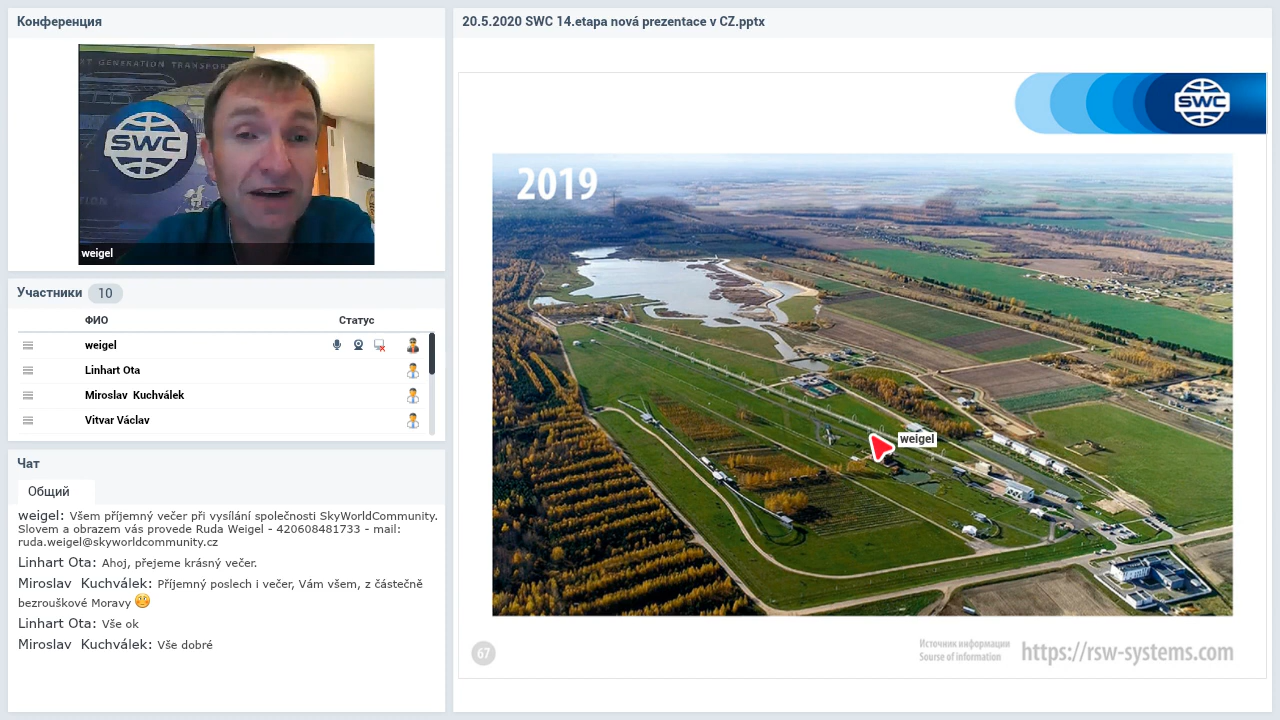 Конференция
NEXT GENERATION TRANSPORT
SWC
weigel
Участники 10
ФИО Статус
weigel
Linhart Ota
Miroslav Kuchválek
Vitvar Václav
Чат
Общий
weigel: Všem příjemný večer při vysílání společnosti SkyWorldCommunity.
Slovem a obrazem vás provede Ruda Weigel - 420608481733 - mail:
ruda.weigel@skyworldcommunity.cz
Linhart Ota: Ahoj, přejeme krásný večer.
Miroslav Kuchválek: Příjemný poslech i večer, Vám všem, z částečně
bezrouškové Moravy
Linhart Ota: Vše ok
Miroslav Kuchválek: Vše dobré
20.5.2020 SWC 14.etapa nová prezentace v CZ.pptx
SWC
2019
weigel
67
Источник информации
Sourse of information
https://rsw-systems.com